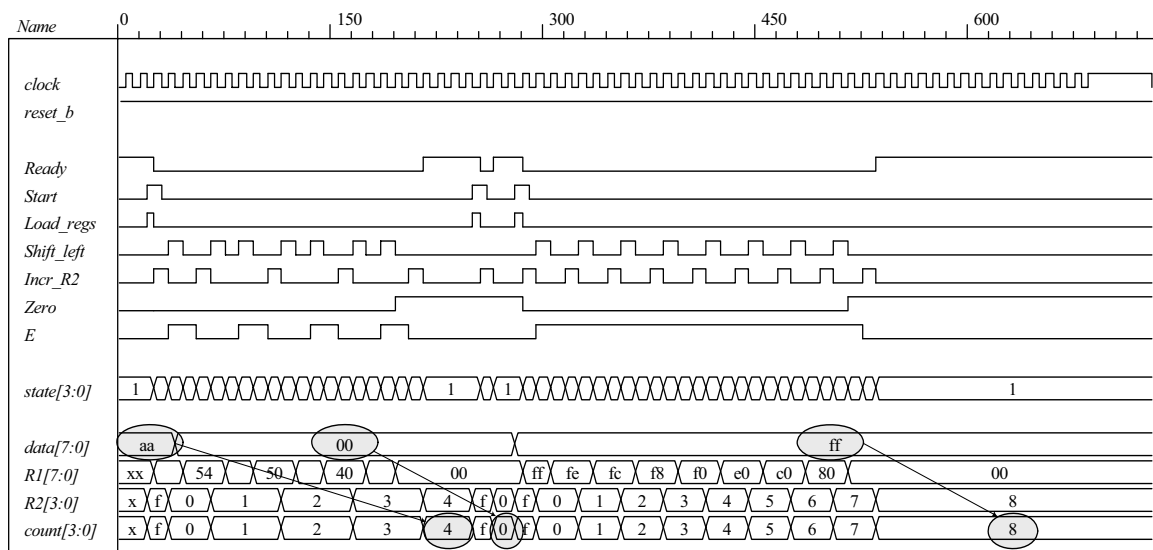 Name 0 150 300 450 600
clock
reset_b
Ready
Start
Load_regs
Shift_left
Incr_R2
Zero
E
state[3:0] 1 1 1 1
data[7:0] aa 00 ff
R1[7:0] xx 54 50 40 00 ff fe fc f8 f0 e0 c0 80 00
R2[3:0] x f 0 1 2 3 4 f 0 f 0 1 2 3 4 5 6 7 8
count[3:0] x f 0 1 2 3 4 f 0 f 0 1 2 3 4 5 6 7 8